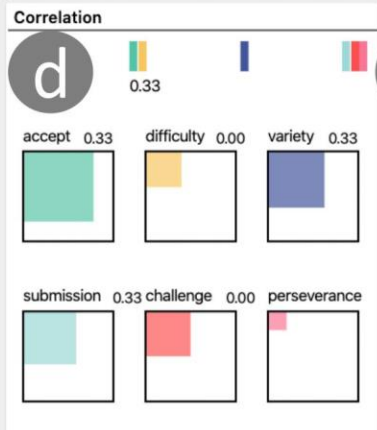 Correlation
d
0.33
accept 0.33 difficulty 0.00 variety 0.33
submission 0.33 challenge 0.00 perseverance